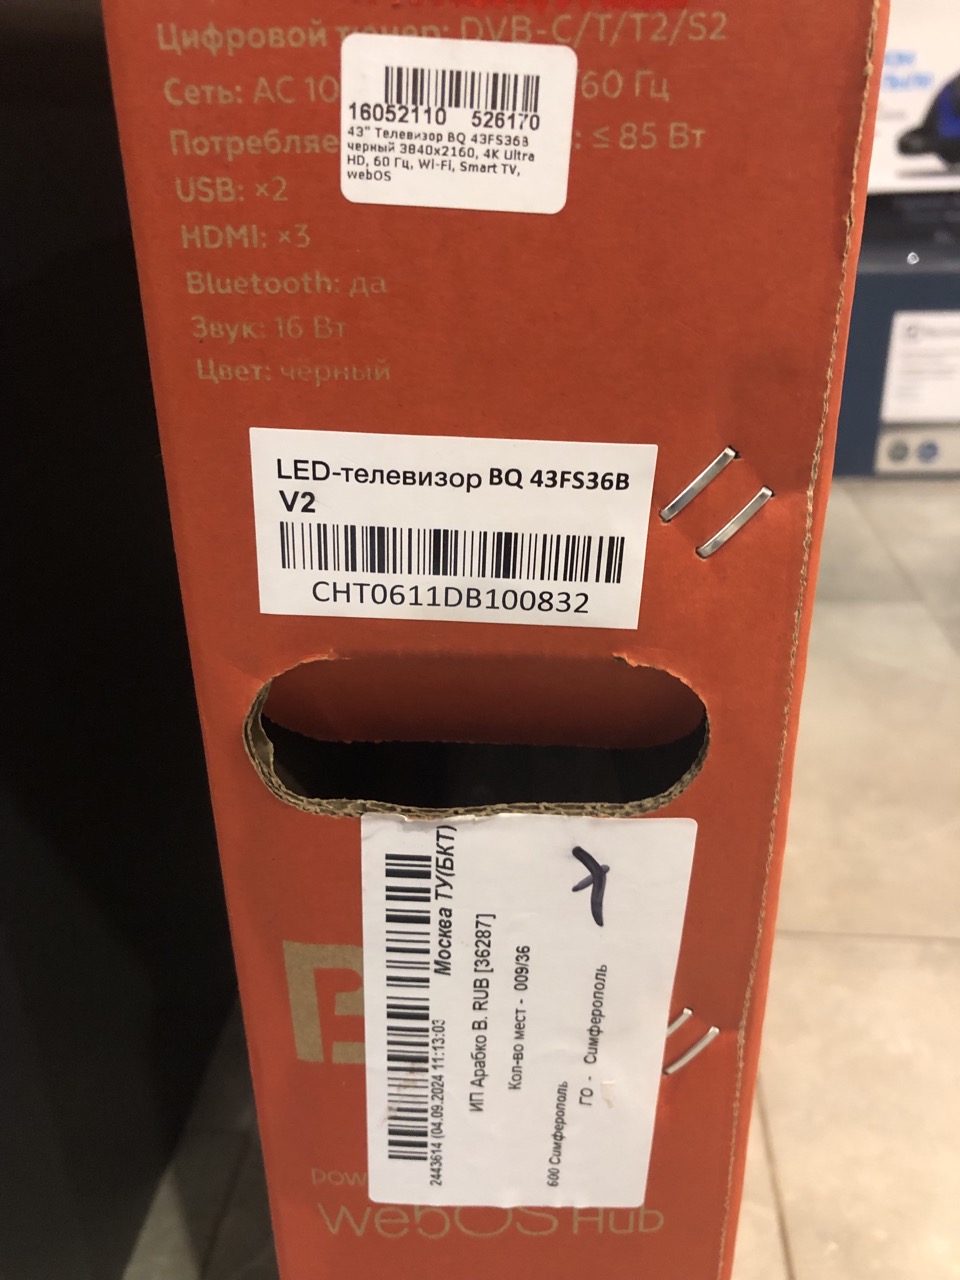 Цифровой тюнер: DVB-C/T/T2/S2
Сеть: AC 10
/60 Гц
Потребляе
: ≤ 85 Вт
USB: ×2
HDMI: ×3
Bluetooth: да
Звук: 16 Вт
Цвет: чёрный
16052110 526170
43" Телевизор BQ 43FS36B
черный 3840x2160, 4K Ultra
HD, 60 Гц, Wi-Fi, Smart TV,
webOS
LED-телевизор BQ 43FS36B
V2
CHT0611DB100832
Москва ТУ(БКТ)
2443614 (04.09.2024 11:13:03
ИП Арабко В. RUB [36287]
Кол-во мест - 009/36
600 Симферополь
ГО - Симферополь
B
POW
webOS Hub